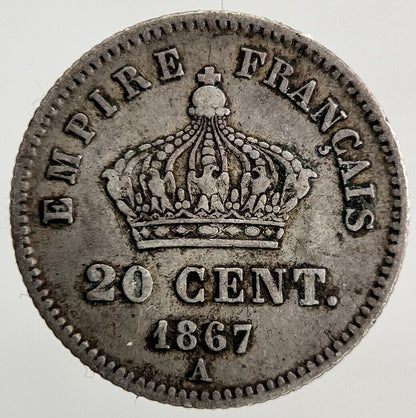 EMPIRE FRANÇAIS
20 CENT.
1867
A